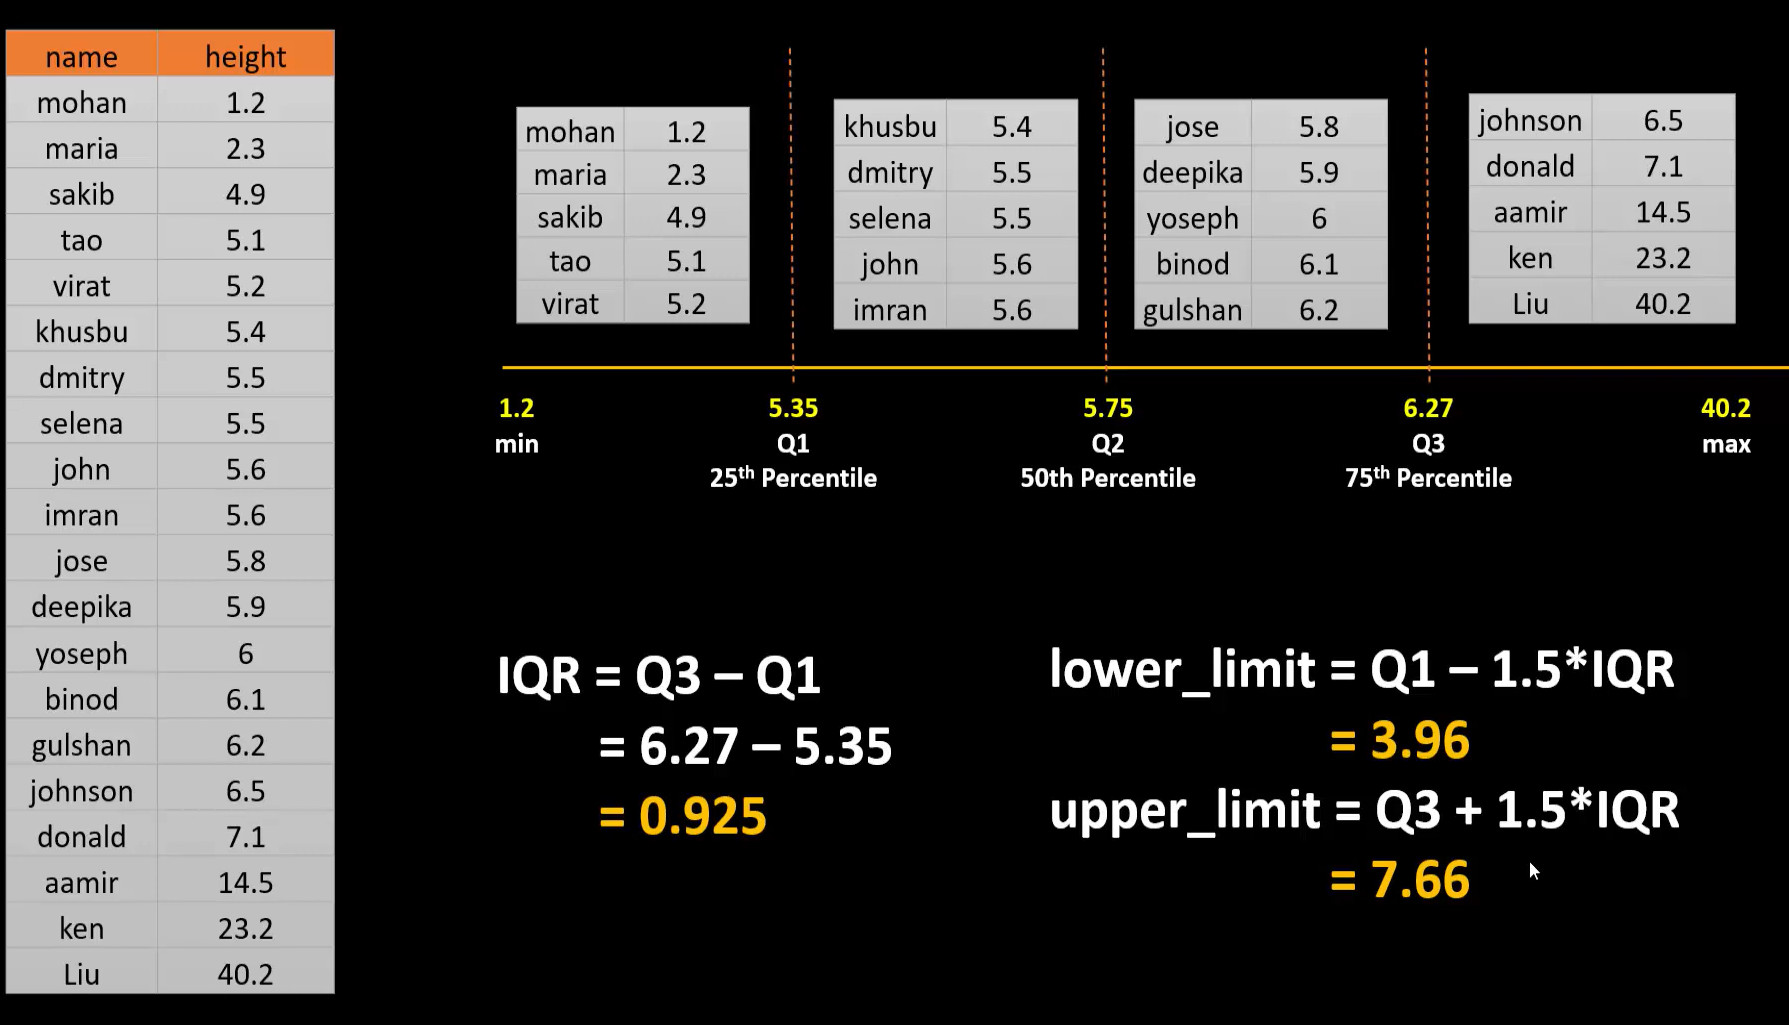 name height
mohan 1.2
maria 2.3
sakib 4.9
tao 5.1
virat 5.2
khusbu 5.4
dmitry 5.5
selena 5.5
john 5.6
imran 5.6
jose 5.8
deepika 5.9
yoseph 6
binod 6.1
gulshan 6.2
johnson 6.5
donald 7.1
aamir 14.5
ken 23.2
Liu 40.2
mohan 1.2
maria 2.3
sakib 4.9
tao 5.1
virat 5.2
khusbu 5.4
dmitry 5.5
selena 5.5
john 5.6
imran 5.6
jose 5.8
deepika 5.9
yoseph 6
binod 6.1
gulshan 6.2
johnson 6.5
donald 7.1
aamir 14.5
ken 23.2
Liu 40.2
1.2 5.35 5.75 6.27 40.2
min Q1 Q2 Q3 max
25th Percentile 50th Percentile 75th Percentile
IQR = Q3 – Q1
= 6.27 – 5.35
= 0.925
lower_limit = Q1 – 1.5*IQR
= 3.96
upper_limit = Q3 + 1.5*IQR
= 7.66